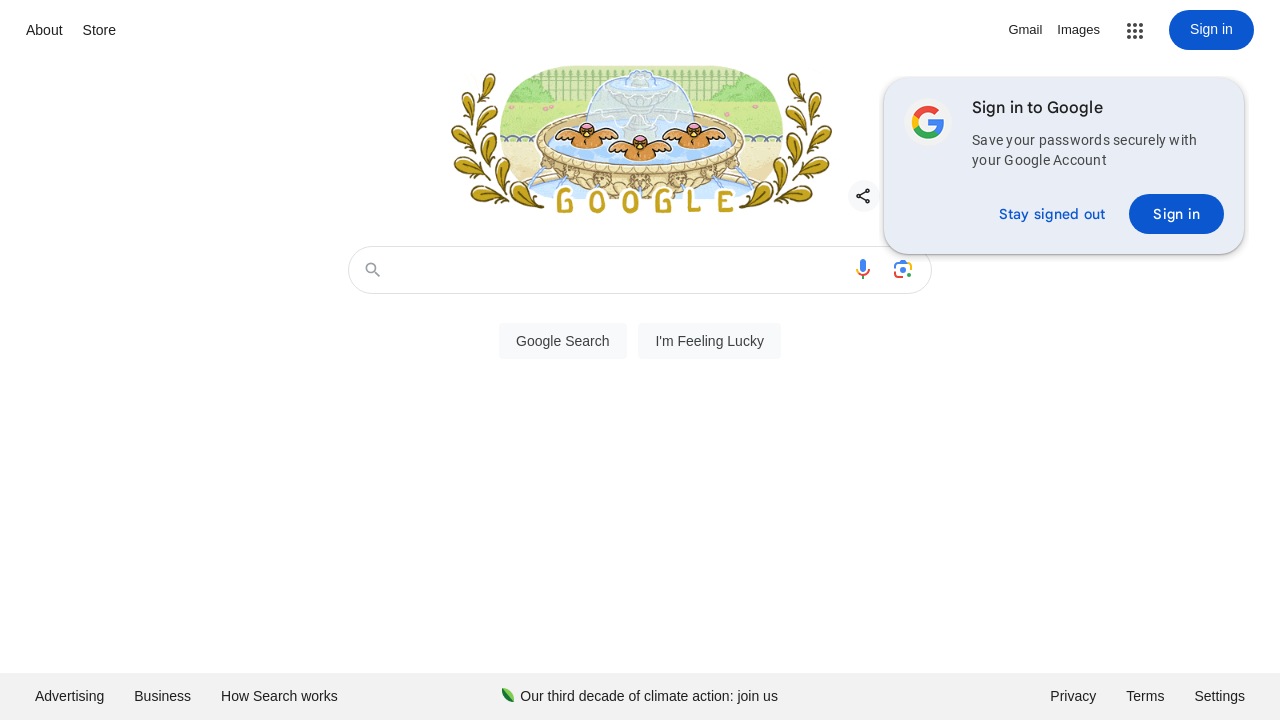 About
Store
Gmail
Images
Sign in
Sign in to Google
Save your passwords securely with
your Google Account
Stay signed out
Sign in
GOOGLE
Google Search
I'm Feeling Lucky
Advertising
Business
How Search works
Our third decade of climate action: join us
Privacy
Terms
Settings